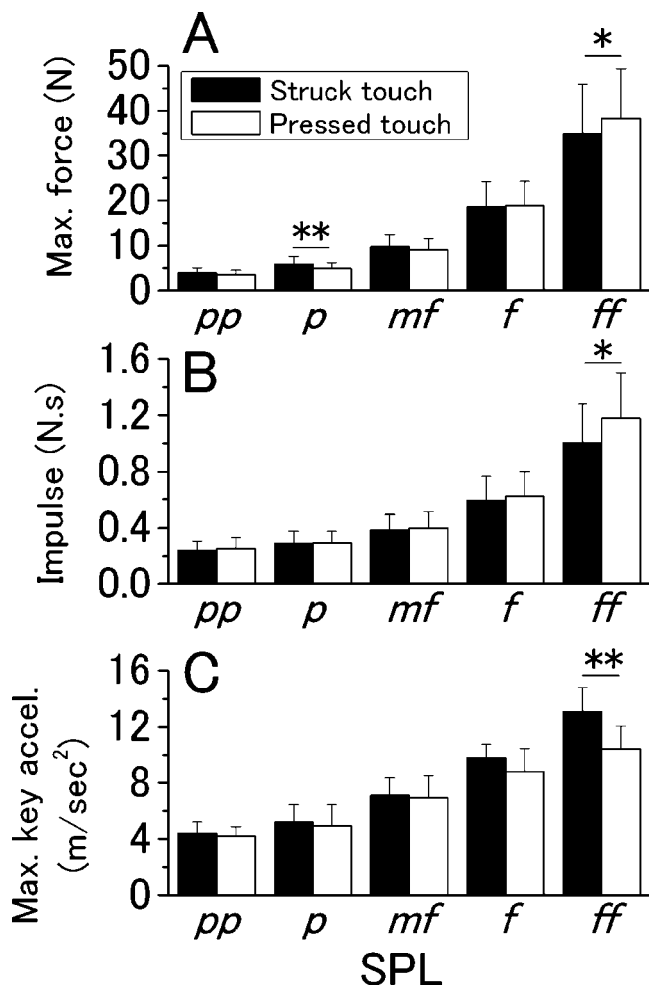 A
Max. force (N)
50
40
30
20
10
0
Struck touch
Pressed touch
**
*
pp p mf f ff
B
Impulse (N.s)
1.6
1.2
0.8
0.4
0.0
*
pp p mf f ff
C
Max. key accel.
(m/sec²)
16
12
8
4
0
**
pp p mf f ff
SPL